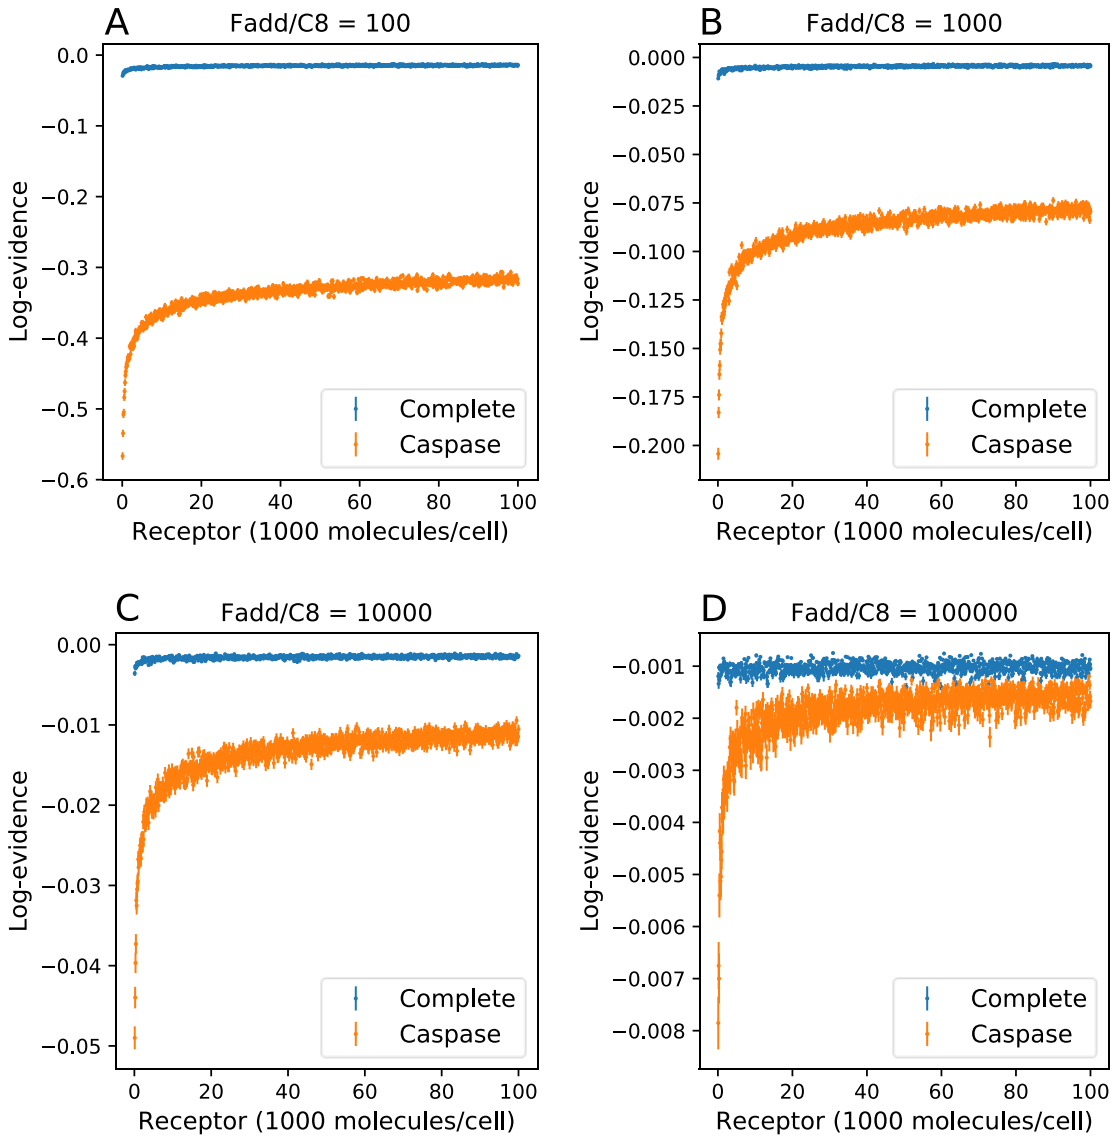 A
Fadd/C8 = 100
0.0
−0.1
−0.2
−0.3
−0.4
−0.5
−0.6
Log-evidence
Complete
Caspase
0 20 40 60 80 100
Receptor (1000 molecules/cell)
B
Fadd/C8 = 1000
0.000
−0.025
−0.050
−0.075
−0.100
−0.125
−0.150
−0.175
−0.200
Log-evidence
Complete
Caspase
0 20 40 60 80 100
Receptor (1000 molecules/cell)
C
Fadd/C8 = 10000
0.00
−0.01
−0.02
−0.03
−0.04
−0.05
Log-evidence
Complete
Caspase
0 20 40 60 80 100
Receptor (1000 molecules/cell)
D
Fadd/C8 = 100000
−0.001
−0.002
−0.003
−0.004
−0.005
−0.006
−0.007
−0.008
Log-evidence
Complete
Caspase
0 20 40 60 80 100
Receptor (1000 molecules/cell)